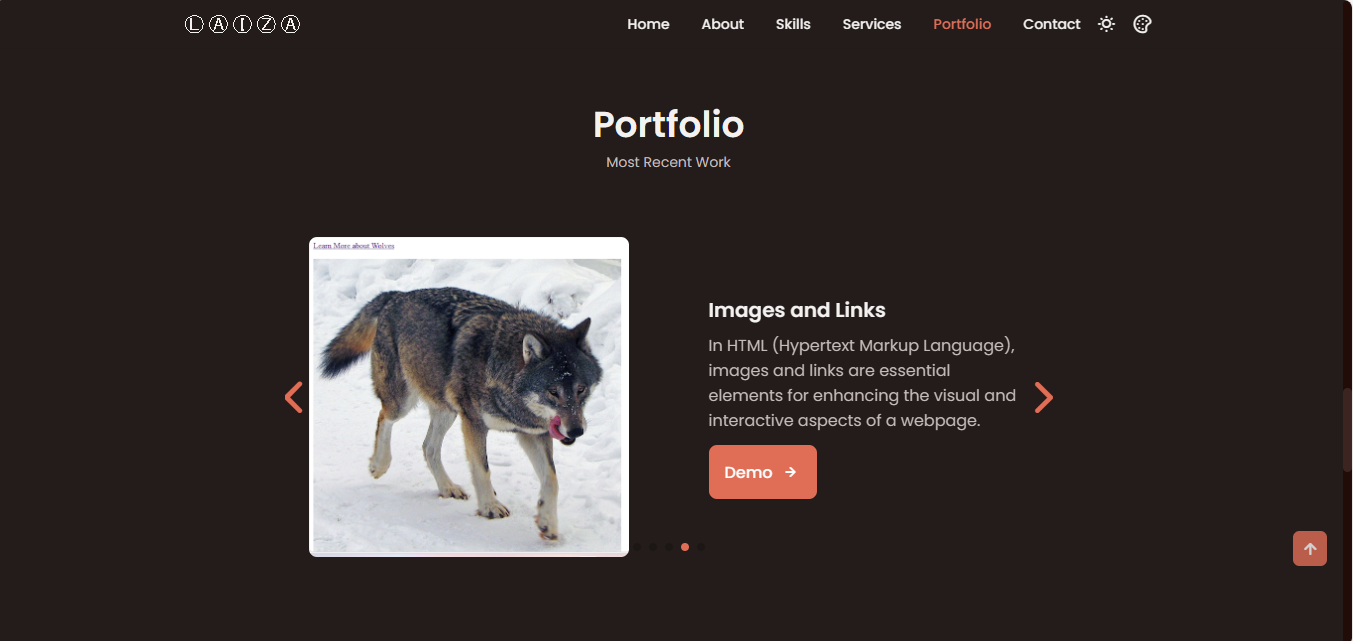 ⓁⒶⒾⓏⒶ
Home About Skills Services Portfolio Contact
Portfolio
Most Recent Work
Learn More about Wolves
Images and Links
In HTML (Hypertext Markup Language),
images and links are essential
elements for enhancing the visual and
interactive aspects of a webpage.
Demo